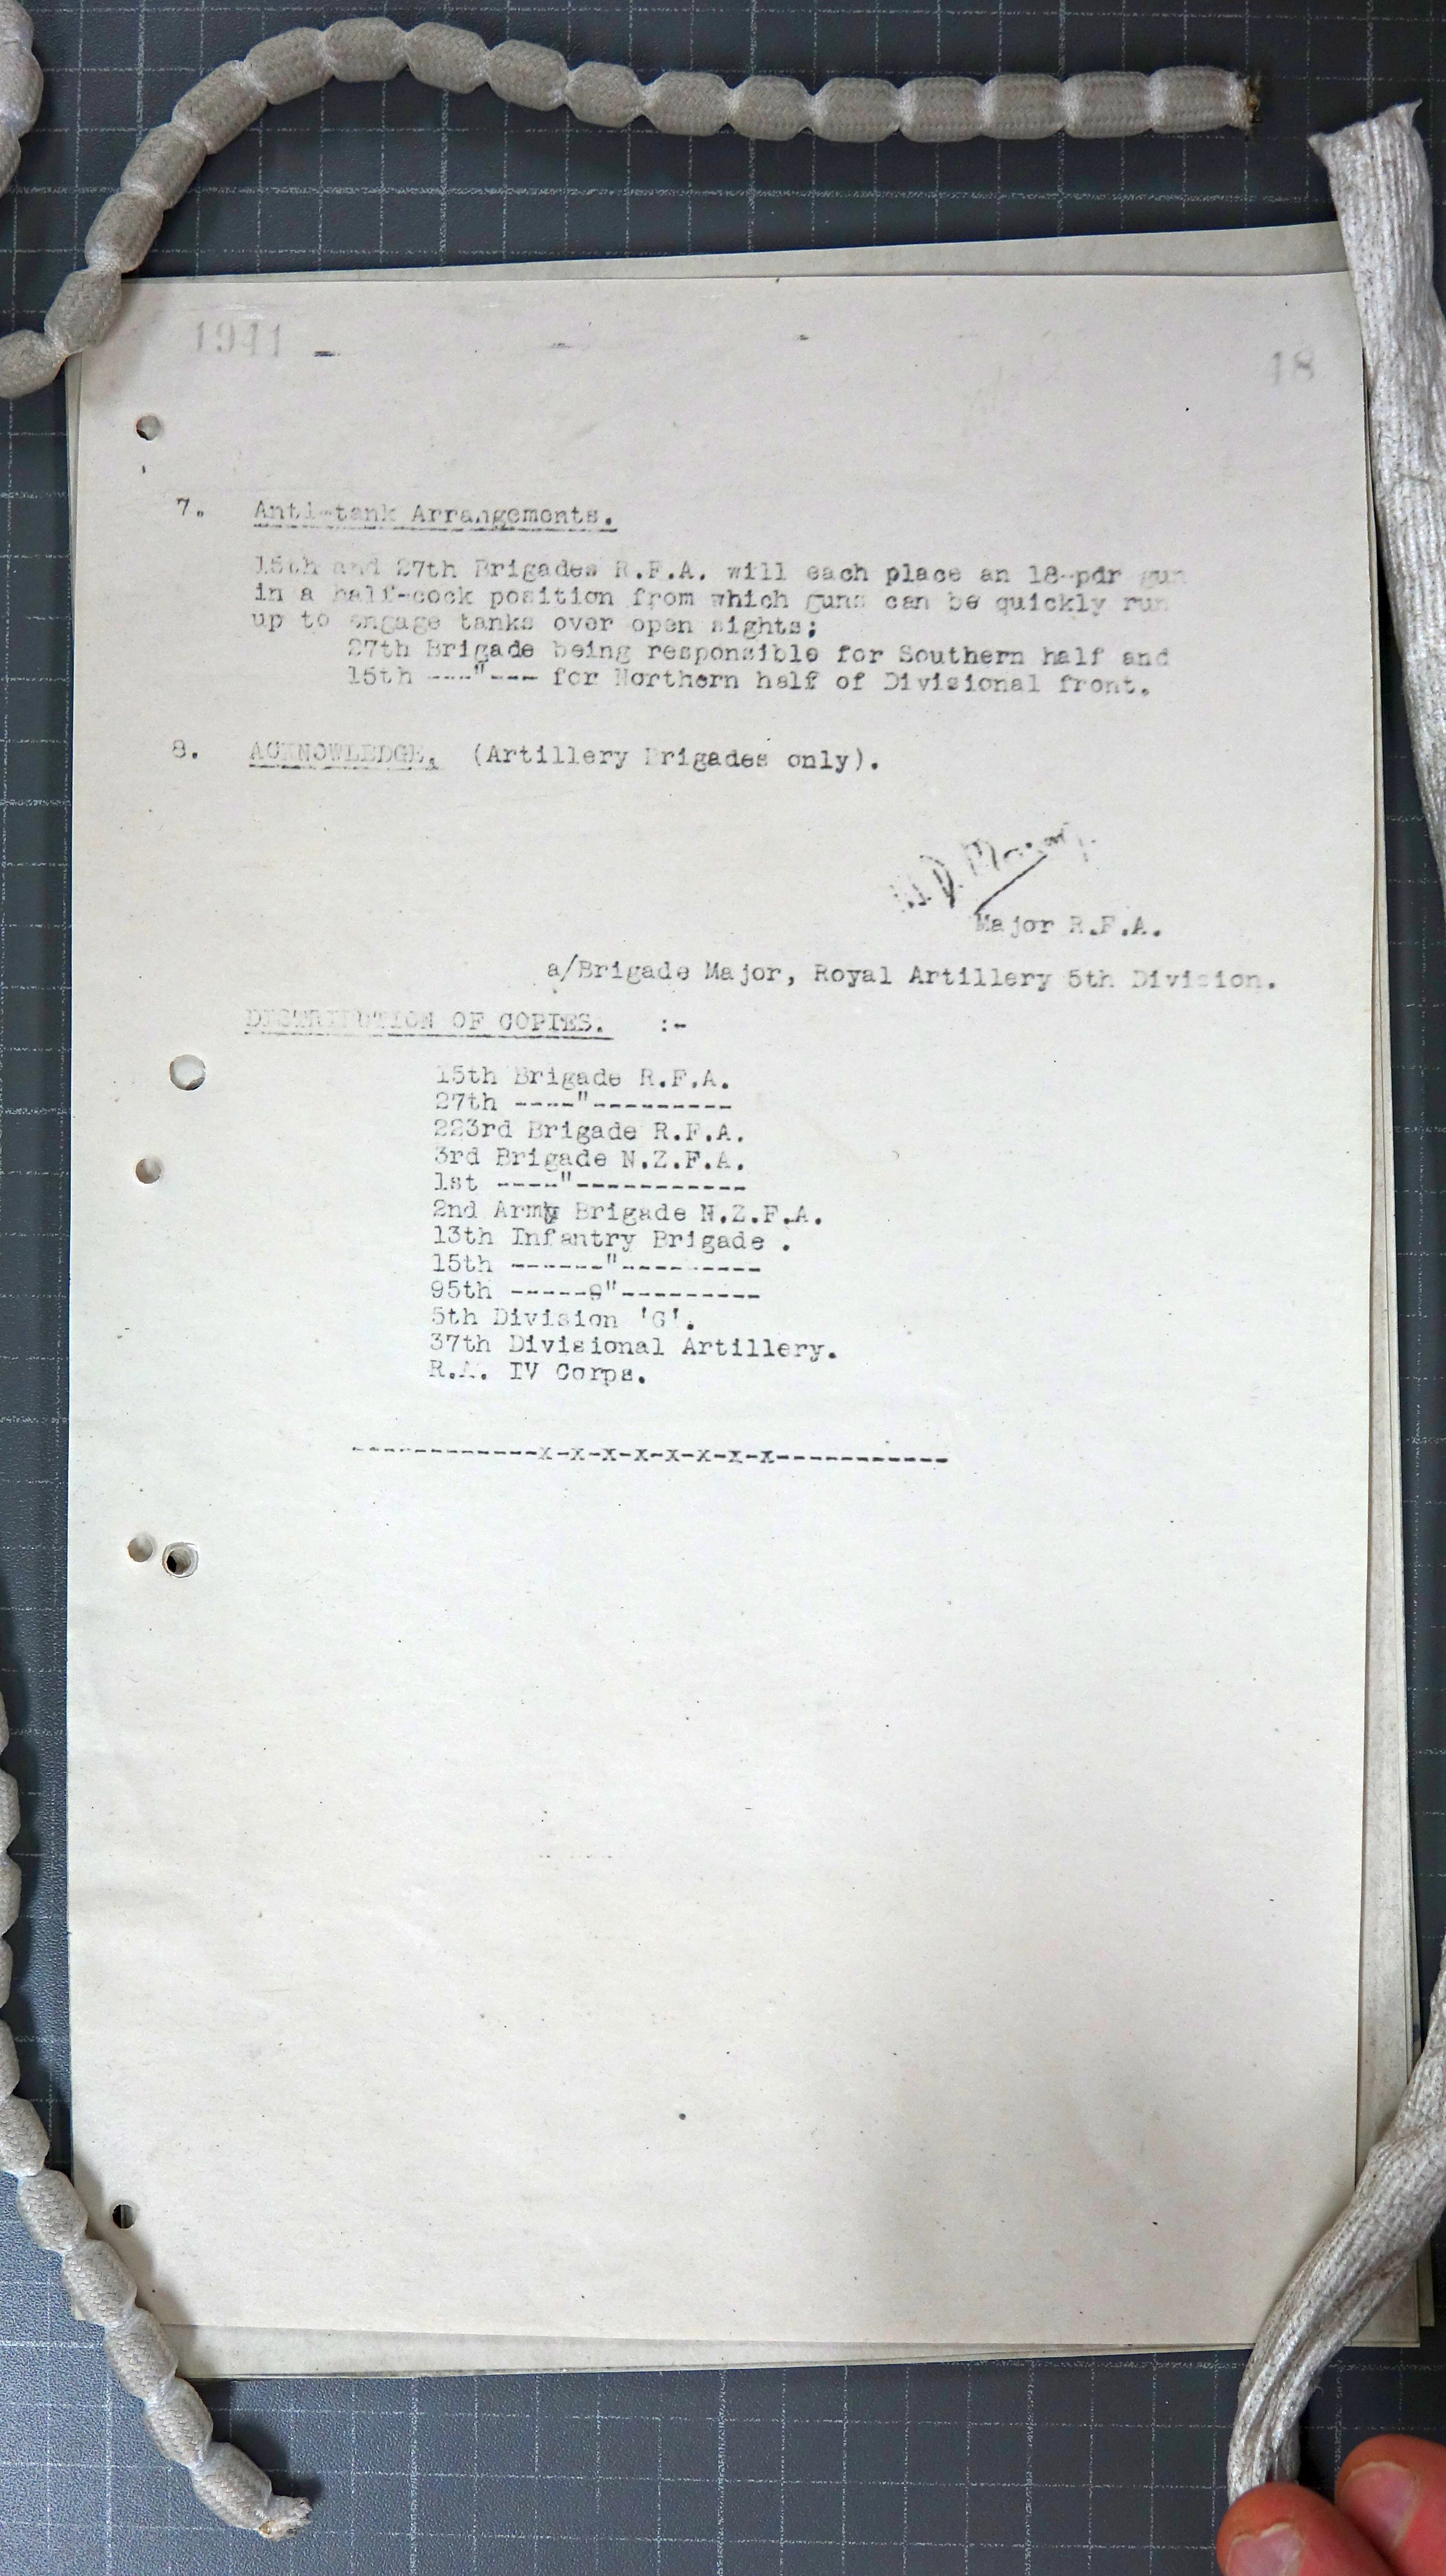 1941
18
7. Anti-tank Arrangements.
15th and 27th Brigades R.F.A. will each place an 18-pdr gun
in a half-cock position from which guns can be quickly run
up to engage tanks over open sights;
27th Brigade being responsible for Southern half and
15th ---"--- for Northern half of Divisional front.
8. ACKNOWLEDGE, (Artillery Brigades only).
Major R.F.A.
a/Brigade Major, Royal Artillery 5th Division.
DISTRIBUTION OF COPIES. :-
15th Brigade R.F.A.
27th ----"---------
223rd Brigade R.F.A.
3rd Brigade N.Z.F.A.
1st ----"-----------
2nd Army Brigade N.Z.F.A.
13th Infantry Brigade .
15th ------"---------
95th -----9"---------
5th Division 'G'.
37th Divisional Artillery.
R.A. IV Corps.
------------x-x-x-x-x-x-x-x-----------